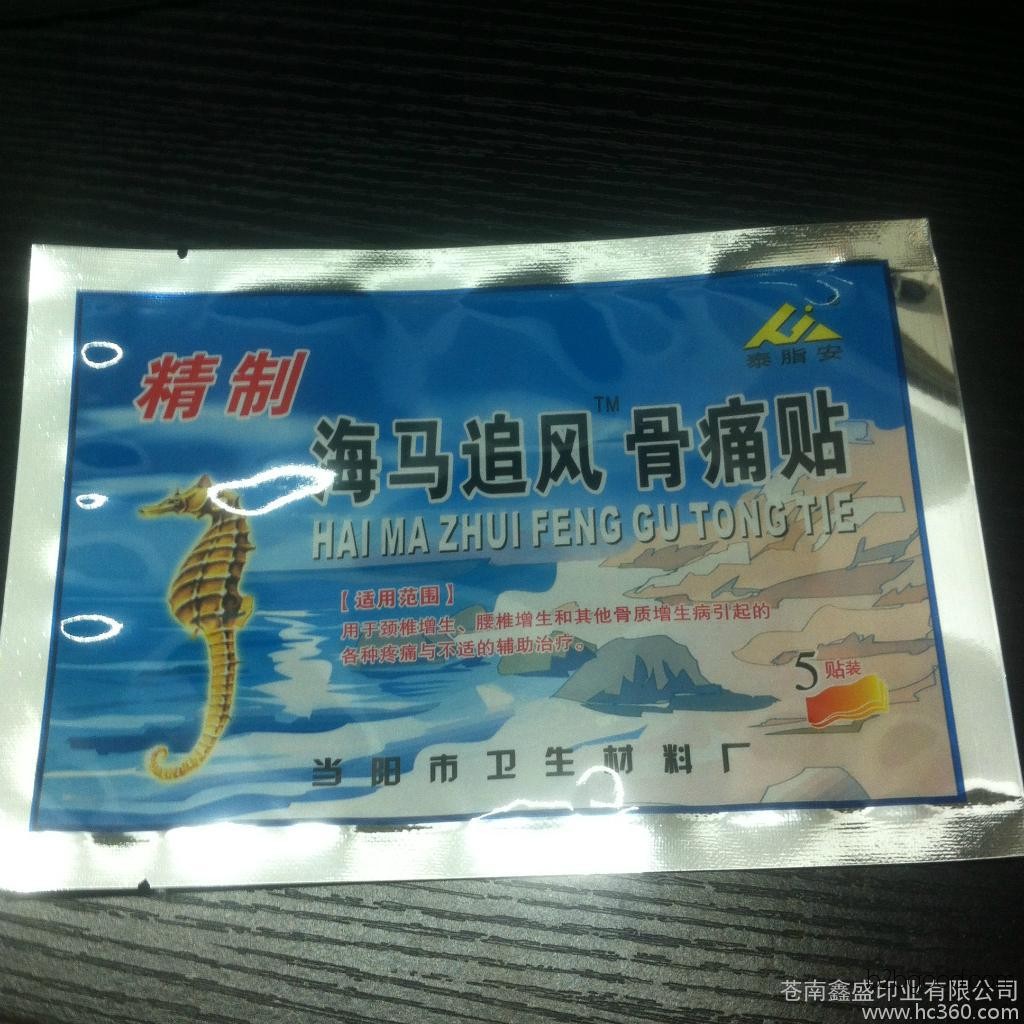 泰脂安
精制
海马追风™骨痛贴
HAI MA ZHUI FENG GU TONG TIE
【适用范围】
用于颈椎增生、腰椎增生和其他骨质增生病引起的
各种疼痛与不适的辅助治疗。
5贴装
当阳市卫生材料厂
苍南鑫盛印业有限公司
www.hc360.com